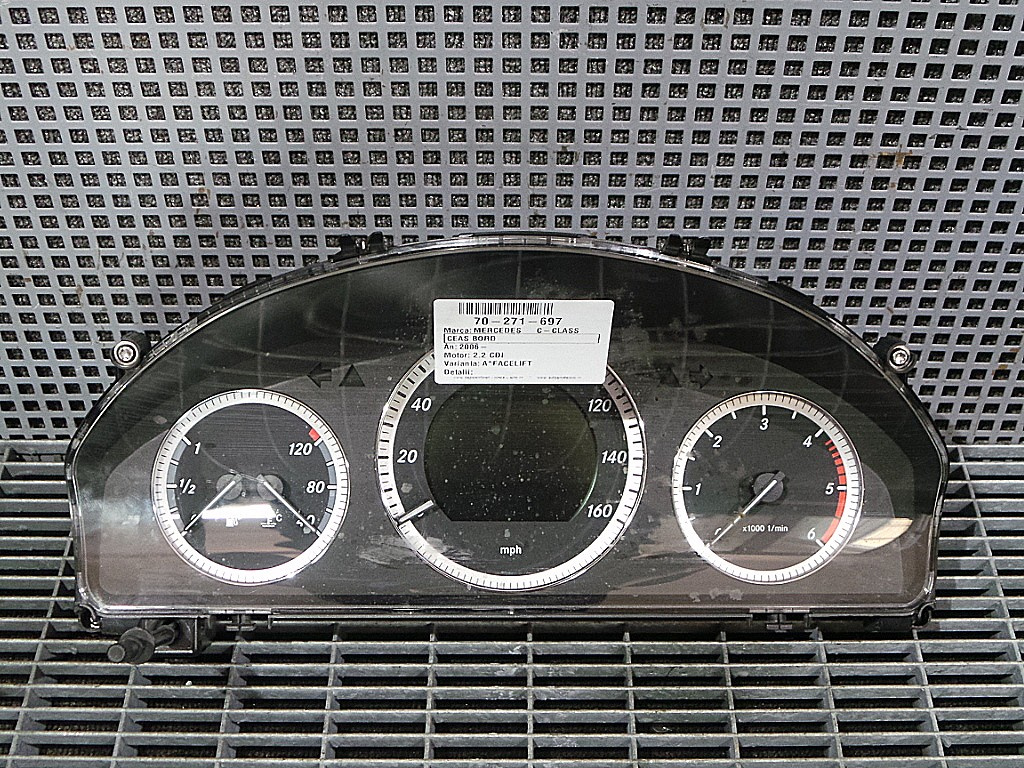 70-271-697
Marca: MERCEDES C-CLASS
CEAS BORD
An: 2006 -
Motor: 2.2 CDI
Varianta: A*FACELIFT
Detalii:
1
1/2
120
80
°C
20
40
120
140
160
mph
1
2
3
4
5
6
x1000 1/min